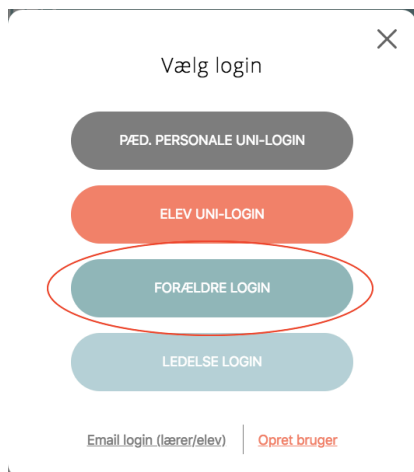 Vælg login
PÆD. PERSONALE UNI-LOGIN
ELEV UNI-LOGIN
FORÆLDRE LOGIN
LEDELSE LOGIN
Email login (lærer/elev) Opret bruger